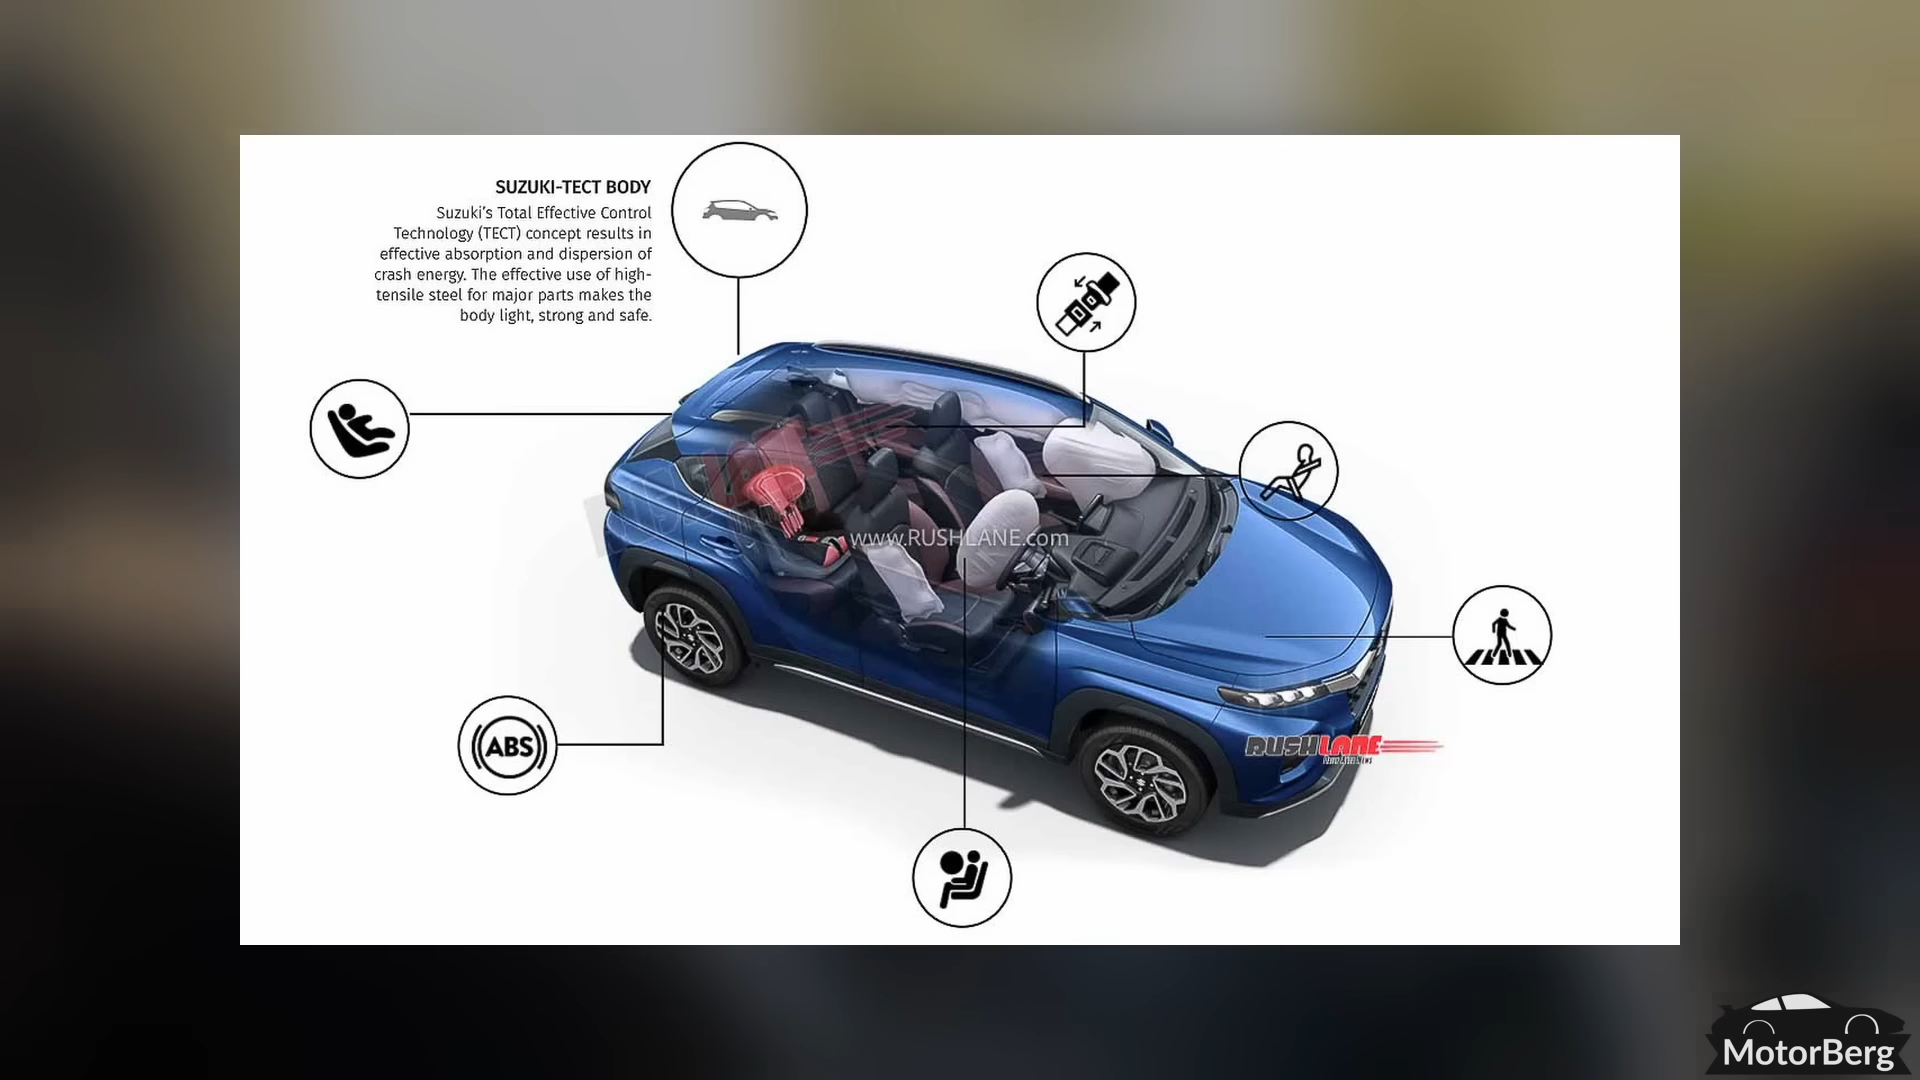 SUZUKI-TECT BODY
Suzuki's Total Effective Control
Technology (TECT) concept results in
effective absorption and dispersion of
crash energy. The effective use of high-
tensile steel for major parts makes the
body light, strong and safe.
www.RUSHLANE.com
RUSHLANE
ABS
MotorBerg